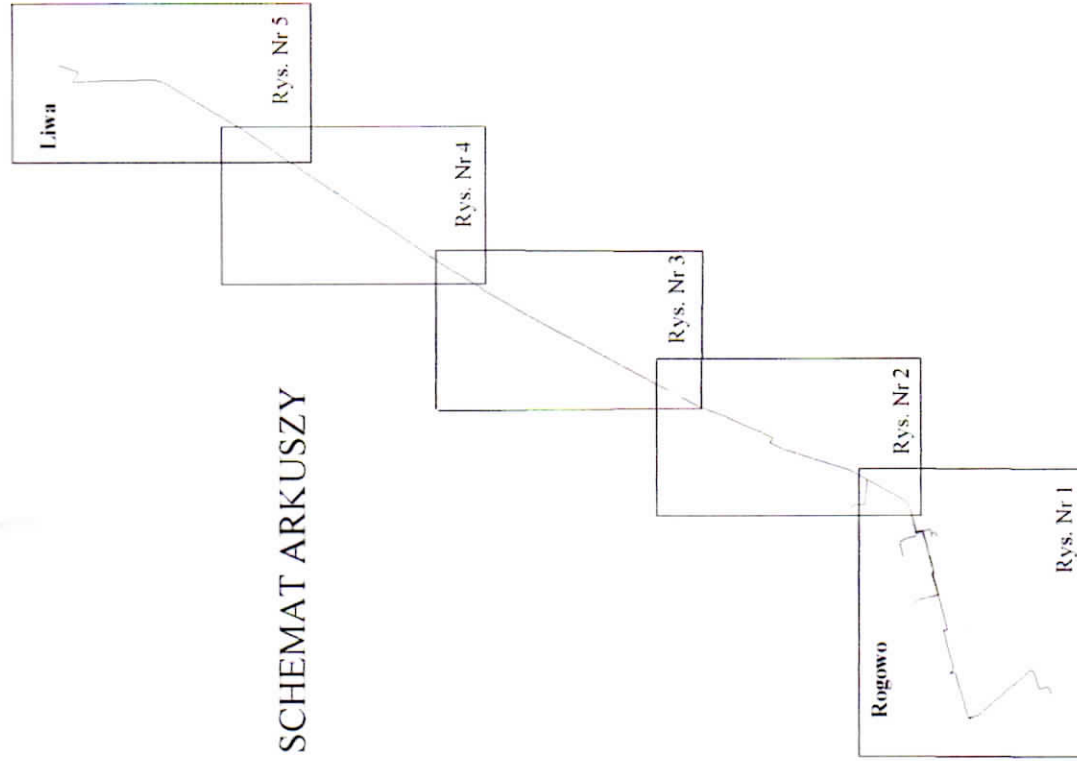 SCHEMAT ARKUSZY
Liwa
Rys. Nr 5
Rys. Nr 4
Rys. Nr 3
Rys. Nr 2
Rogowo
Rys. Nr 1